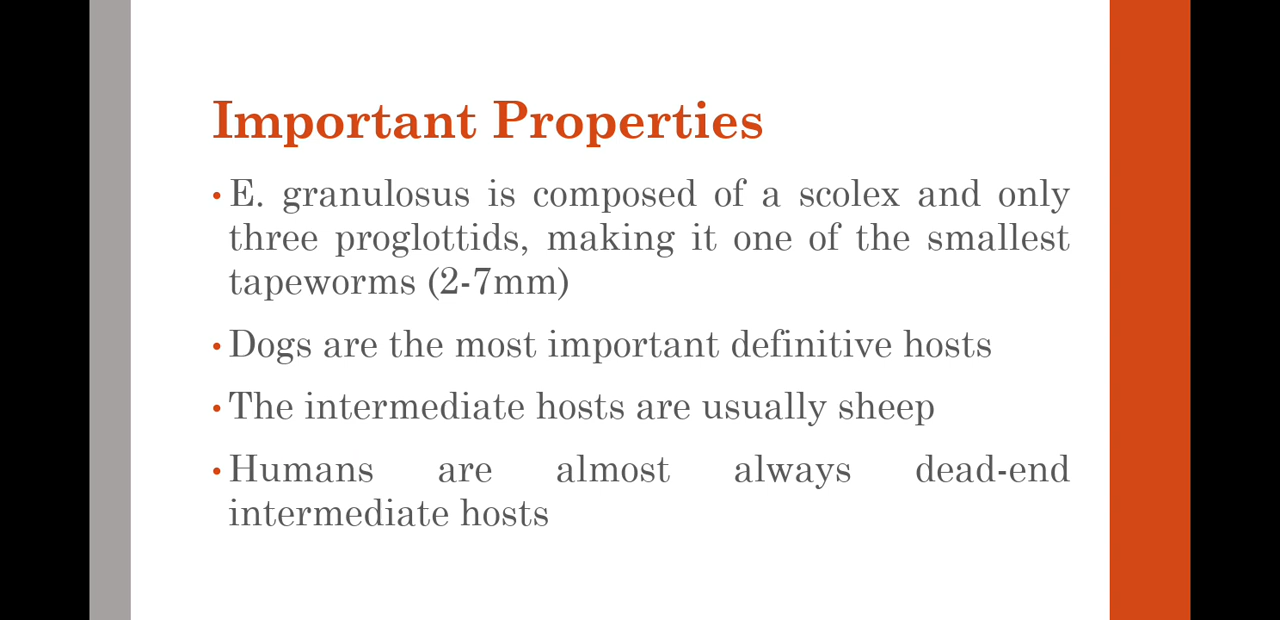 Important Properties
• E. granulosus is composed of a scolex and only
three proglottids, making it one of the smallest
tapeworms (2-7mm)
• Dogs are the most important definitive hosts
• The intermediate hosts are usually sheep
• Humans are almost always dead-end
intermediate hosts